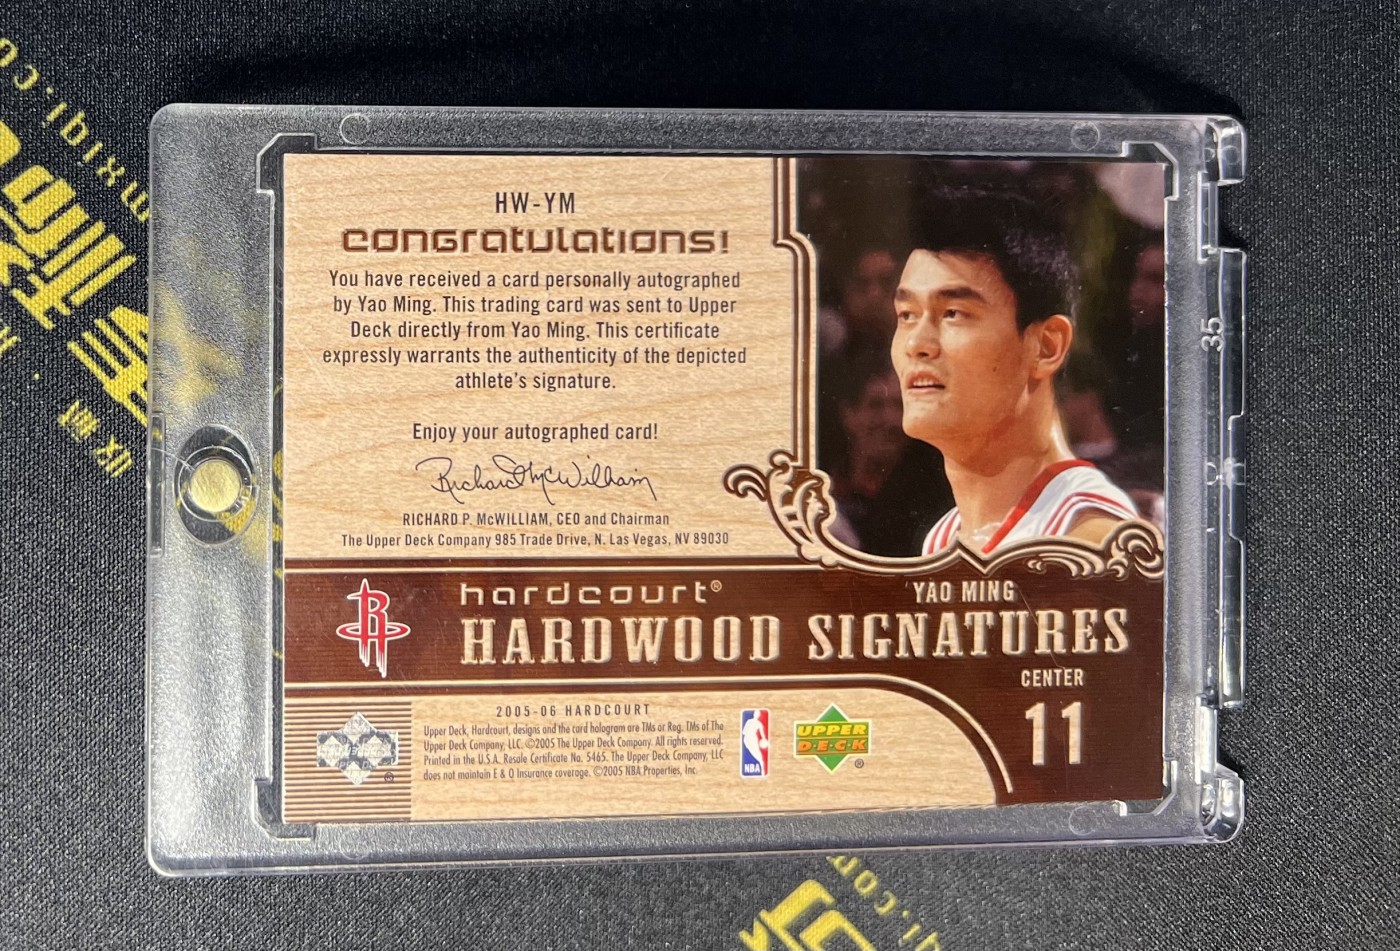 HW-YM
CONGRATULATIONS!
You have received a card personally autographed
by Yao Ming. This trading card was sent to Upper
Deck directly from Yao Ming. This certificate
expressly warrants the authenticity of the depicted
athlete's signature.
Enjoy your autographed card!
Richard McWilliam
RICHARD P. McWILLIAM, CEO and Chairman
The Upper Deck Company 985 Trade Drive, N. Las Vegas, NV 89030
hardcourt®
YAO MING
HARDWOOD SIGNATURES
CENTER
11
2005-06 HARDCOURT
Upper Deck, Hardcourt, designs and the card hologram are TMs or Reg. TMs of The
Upper Deck Company, LLC. ©2005 The Upper Deck Company. All rights reserved.
Printed in the U.S.A. Resale Certificate No. 5465. The Upper Deck Company, LLC
does not maintain E & O Insurance coverage. ©2005 NBA Properties, Inc.
NBA
UPPER
DECK
®
®
35